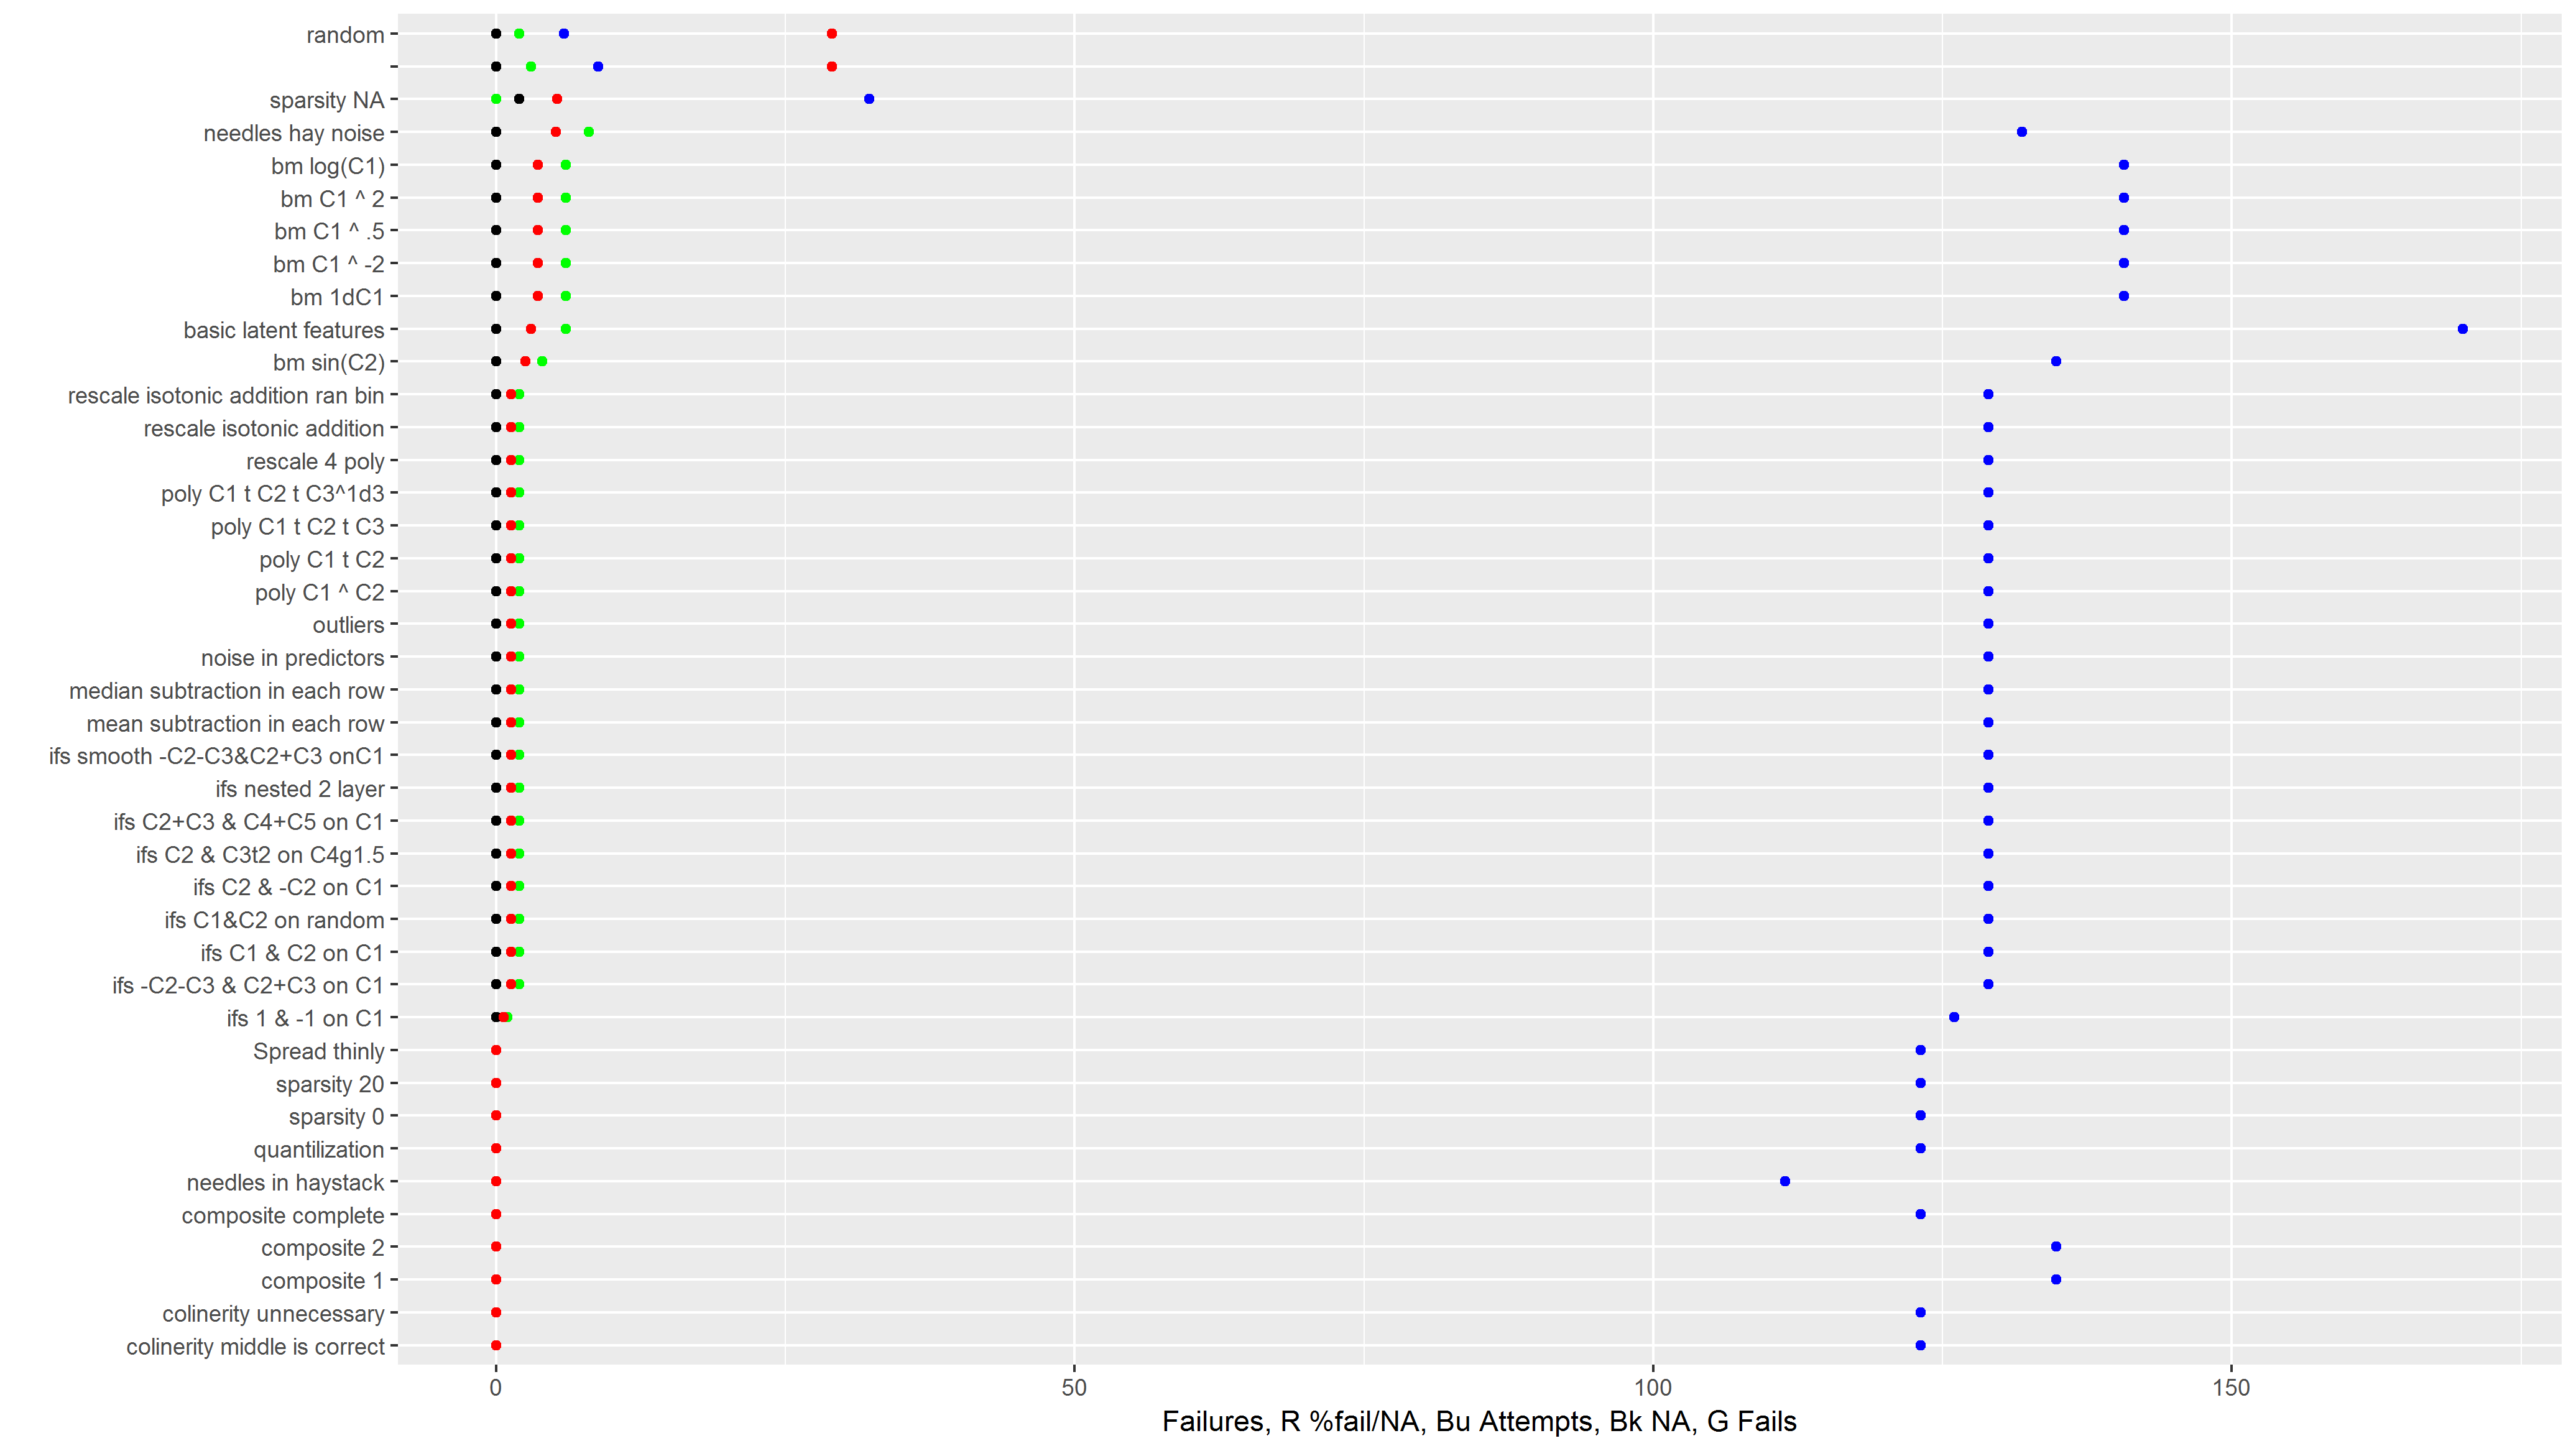 random
sparsity NA
needles hay noise
bm log(C1)
bm C1 ^ 2
bm C1 ^ .5
bm C1 ^ -2
bm 1dC1
basic latent features
bm sin(C2)
rescale isotonic addition ran bin
rescale isotonic addition
rescale 4 poly
poly C1 t C2 t C3^1d3
poly C1 t C2 t C3
poly C1 t C2
poly C1 ^ C2
outliers
noise in predictors
median subtraction in each row
mean subtraction in each row
ifs smooth -C2-C3&C2+C3 onC1
ifs nested 2 layer
ifs C2+C3 & C4+C5 on C1
ifs C2 & C3t2 on C4g1.5
ifs C2 & -C2 on C1
ifs C1&C2 on random
ifs C1 & C2 on C1
ifs -C2-C3 & C2+C3 on C1
ifs 1 & -1 on C1
Spread thinly
sparsity 20
sparsity 0
quantilization
needles in haystack
composite complete
composite 2
composite 1
colinerity unnecessary
colinerity middle is correct
0 50 100 150
Failures, R %fail/NA, Bu Attempts, Bk NA, G Fails